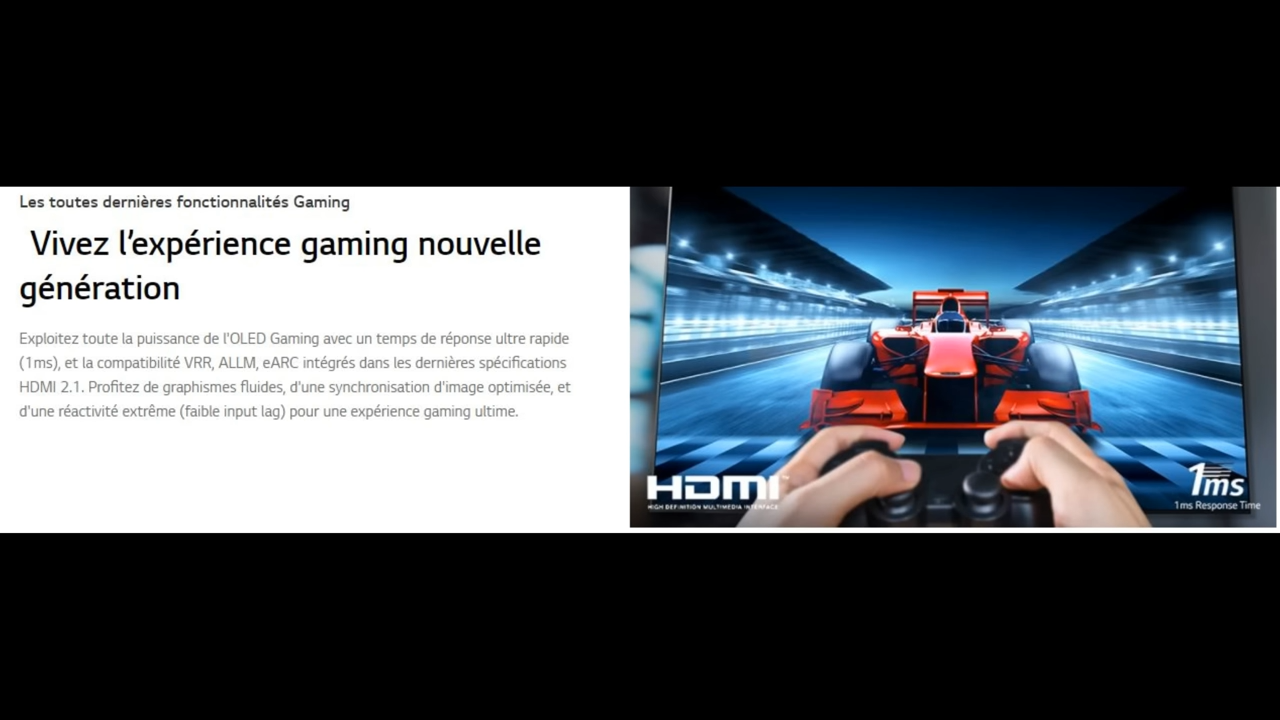 Les toutes dernières fonctionnalités Gaming
Vivez l’expérience gaming nouvelle
génération
Exploitez toute la puissance de l'OLED Gaming avec un temps de réponse ultre rapide
(1ms), et la compatibilité VRR, ALLM, eARC intégrés dans les dernières spécifications
HDMI 2.1. Profitez de graphismes fluides, d'une synchronisation d'image optimisée, et
d'une réactivité extrême (faible input lag) pour une expérience gaming ultime.
HDMI™
HIGH DEFINITION MULTIMEDIA INTERFACE
1ms
1ms Response Time